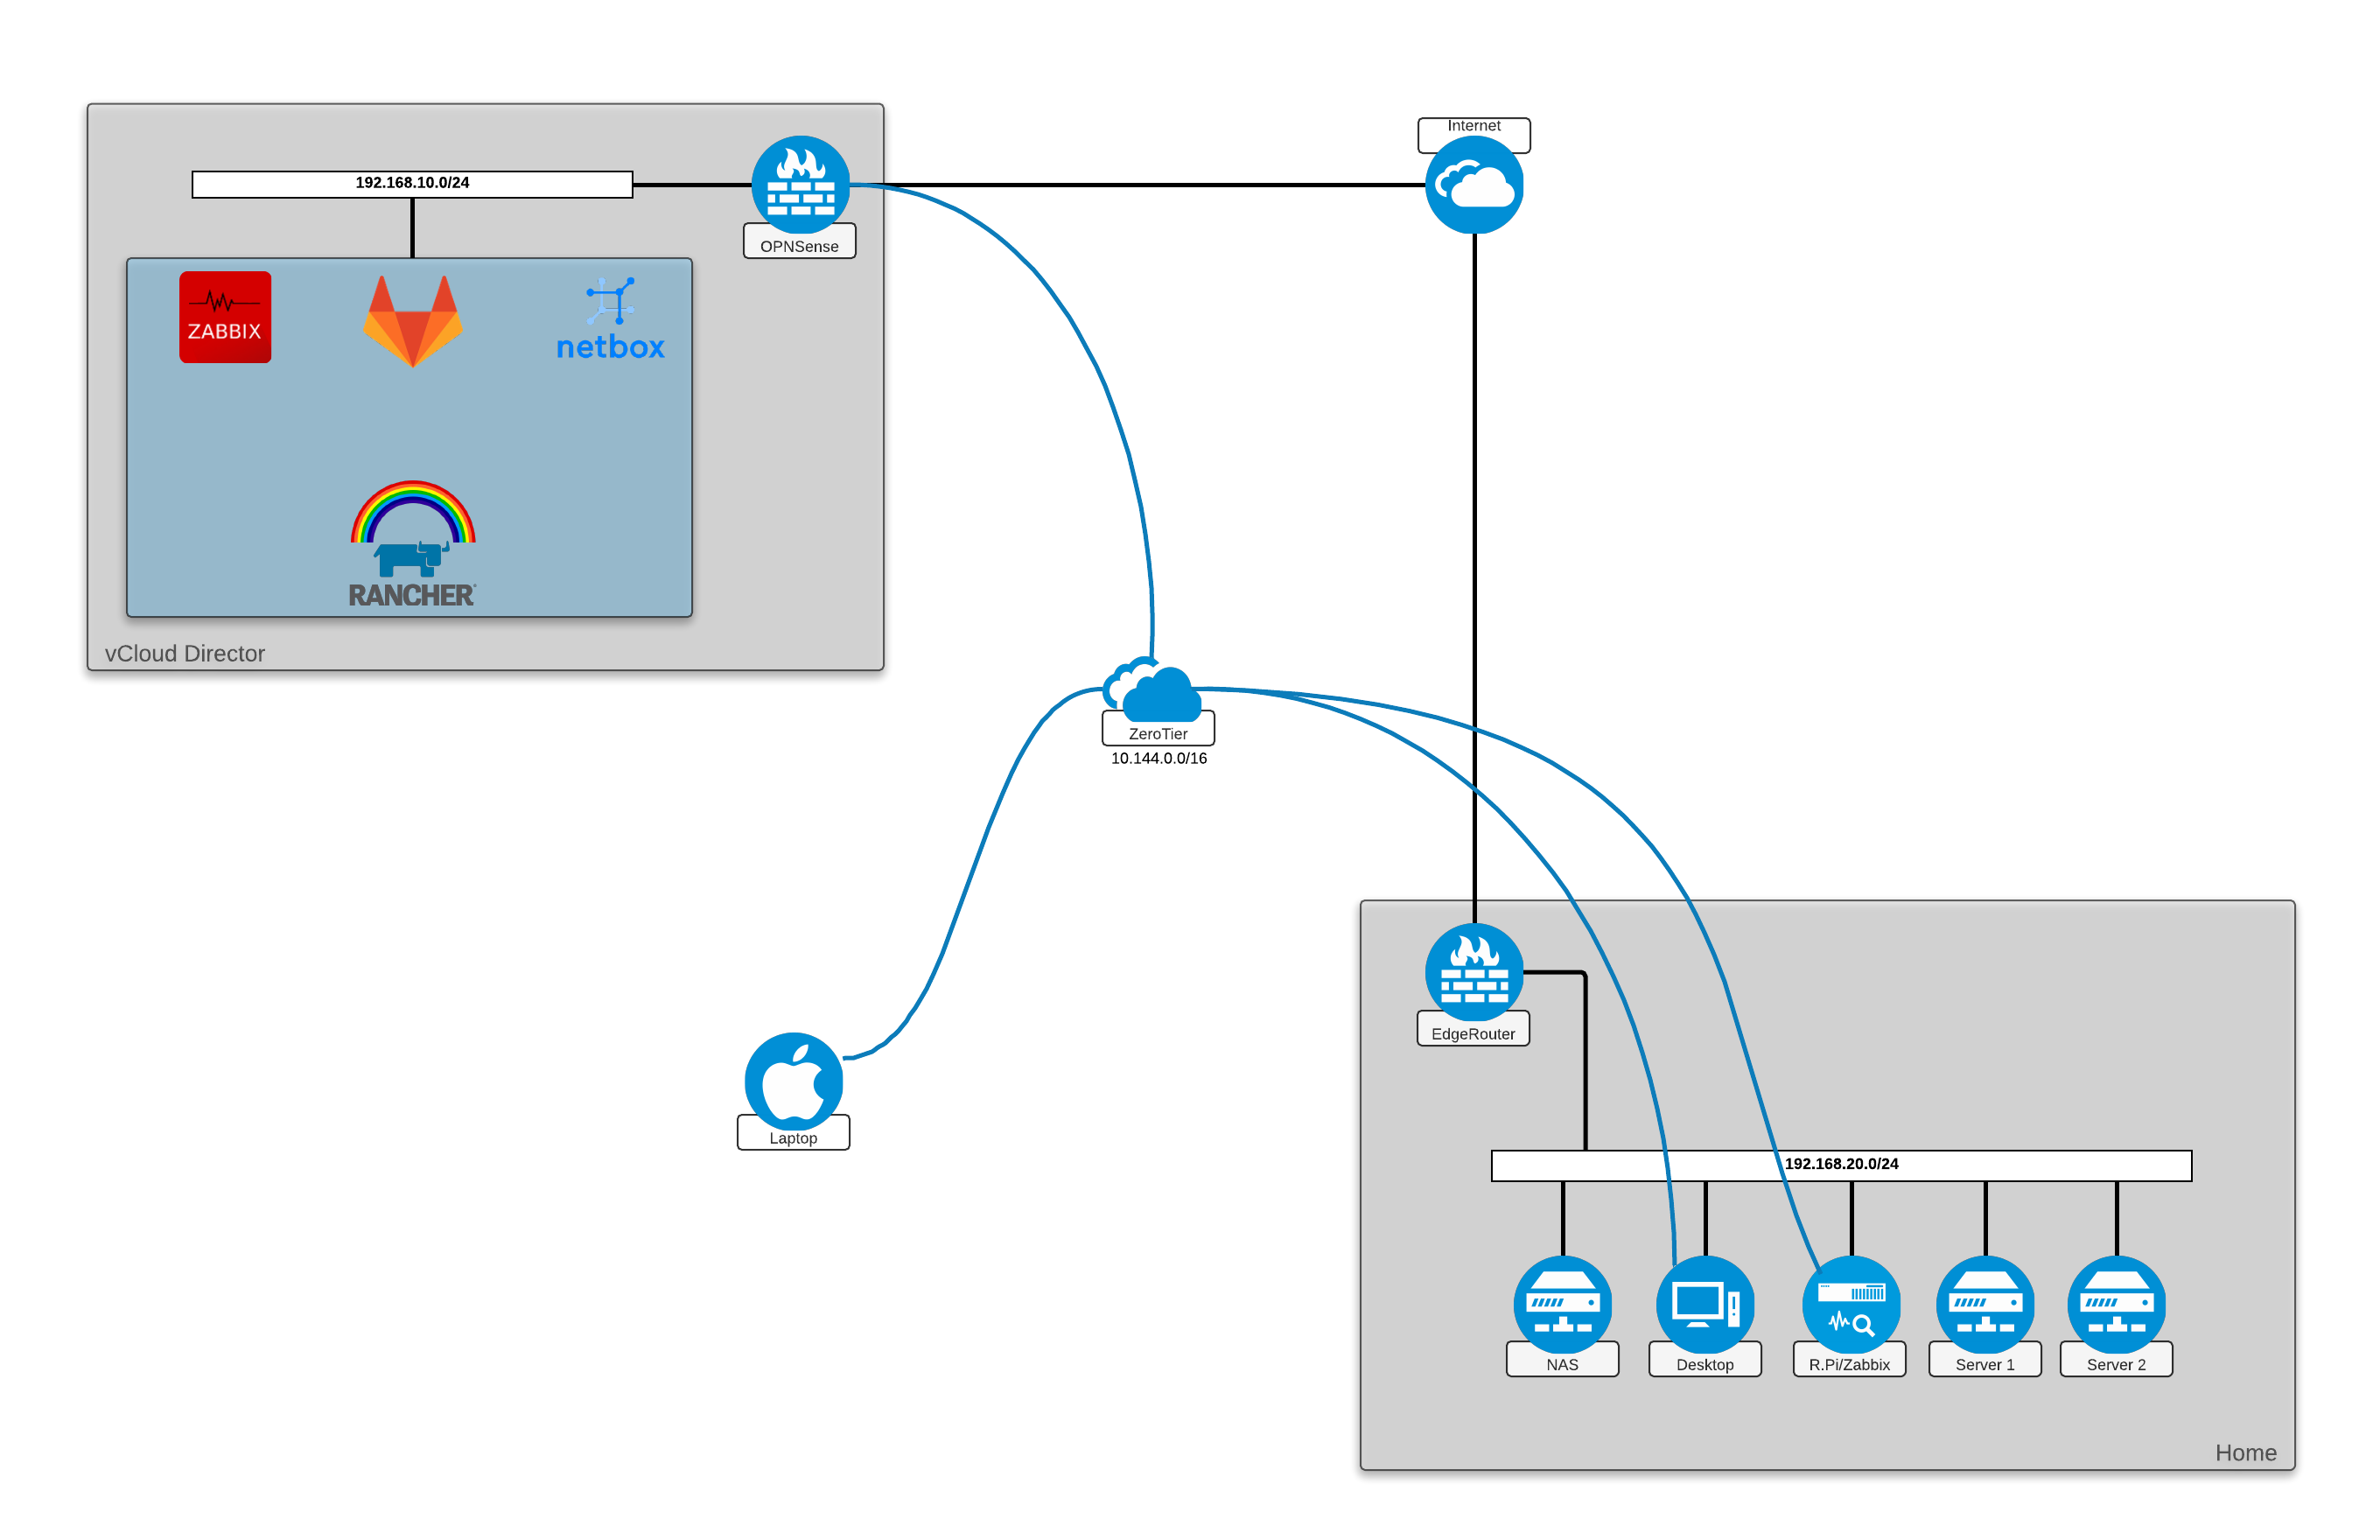 Internet
192.168.10.0/24
OPNSense
ZABBIX
netbox
RANCHER®
vCloud Director
ZeroTier
10.144.0.0/16
EdgeRouter
Laptop
192.168.20.0/24
NAS
Desktop
R.Pi/Zabbix
Server 1
Server 2
Home